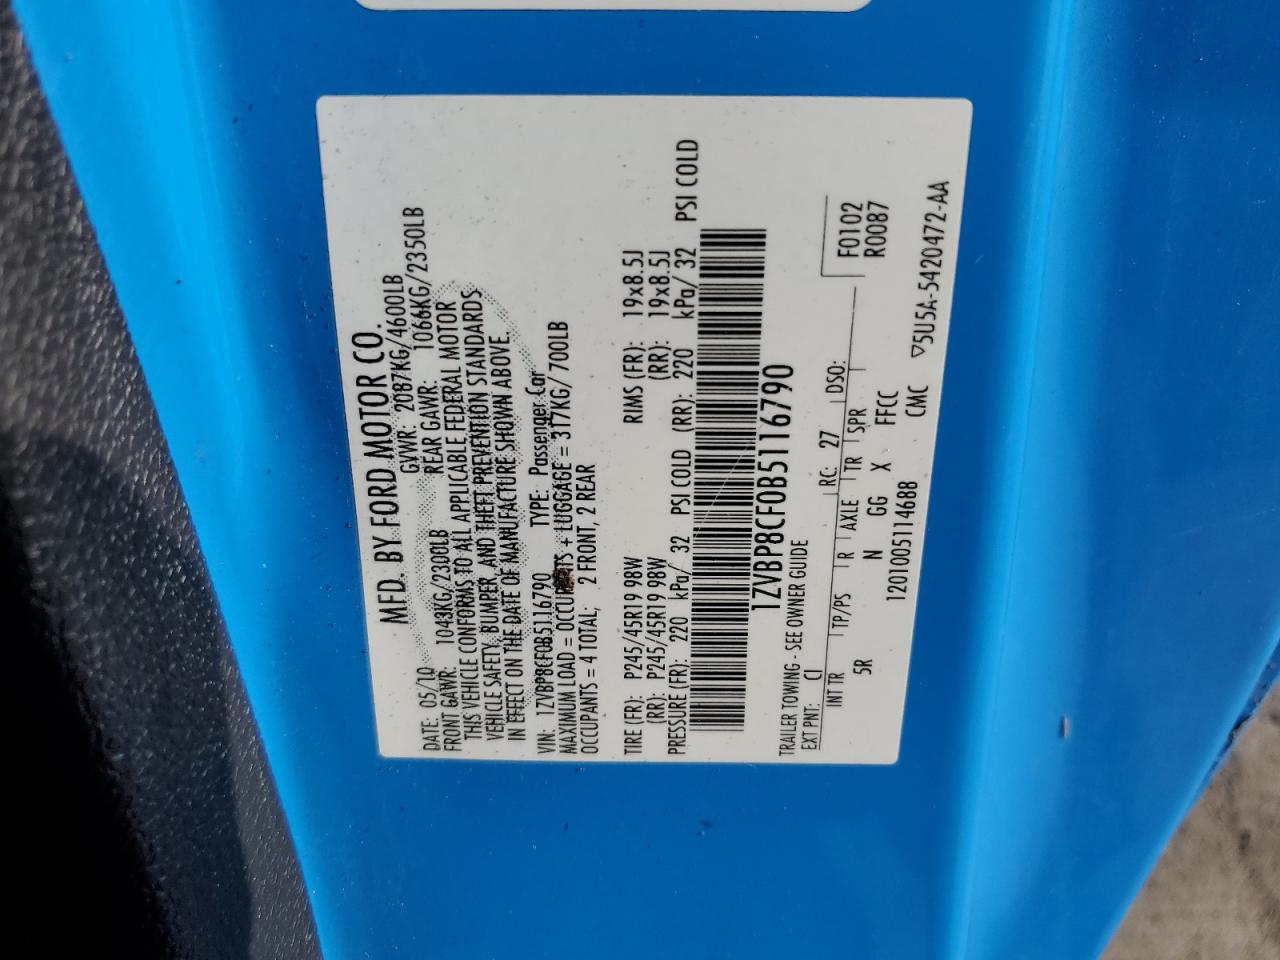 MFD. BY FORD MOTOR CO.
DATE: 05/10 GVWR: 2087KG/4600LB
FRONT GAWR: 1043KG/2300LB REAR GAWR: 1066KG/2350LB
THIS VEHICLE CONFORMS TO ALL APPLICABLE FEDERAL MOTOR
VEHICLE SAFETY, BUMPER, AND THEFT PREVENTION STANDARDS
IN EFFECT ON THE DATE OF MANUFACTURE SHOWN ABOVE.
VIN: 1ZVBP8CF0B5116790 TYPE: Passenger Car
MAXIMUM LOAD = OCCUPANTS + LUGGAGE = 317KG/700LB
OCCUPANTS = 4 TOTAL; 2 FRONT, 2 REAR
TIRE (FR): P245/45R19 98W RIMS (FR): 19x8.5J
(RR): P245/45R19 98W (RR): 19x8.5J
PRESSURE (FR): 220 kPa/ 32 PSI COLD (RR): 220 kPa/ 32 PSI COLD
1ZVBP8CF0B5116790
TRAILER TOWING - SEE OWNER GUIDE
EXT PNT: CI RC: 27 DSO: F0102
INT TR TP/PS R AXLE TR SPR R0087
5R N GG X FFCC
12010005114688 CMC ▽5U5A-5420472-AA